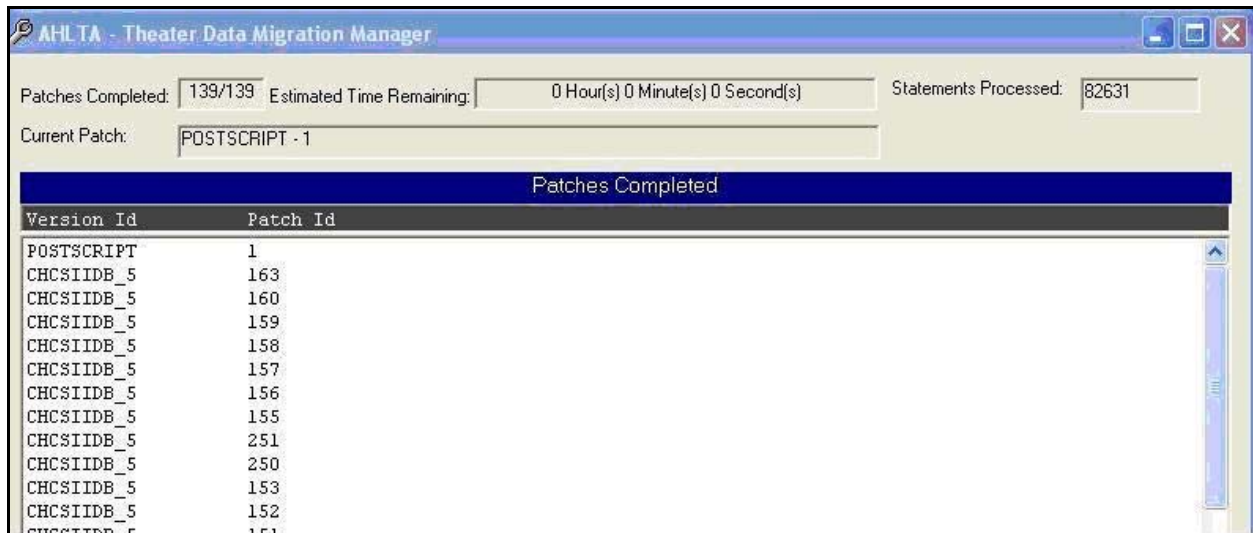 AHLTA - Theater Data Migration Manager
Patches Completed: 139/139 Estimated Time Remaining: 0 Hour(s) 0 Minute(s) 0 Second(s) Statements Processed: 82631
Current Patch: POSTSCRIPT - 1
Patches Completed
Version Id Patch Id
POSTSCRIPT 1
CHCSIIDB_5 163
CHCSIIDB_5 160
CHCSIIDB_5 159
CHCSIIDB_5 158
CHCSIIDB_5 157
CHCSIIDB_5 156
CHCSIIDB_5 155
CHCSIIDB_5 251
CHCSIIDB_5 250
CHCSIIDB_5 153
CHCSIIDB_5 152